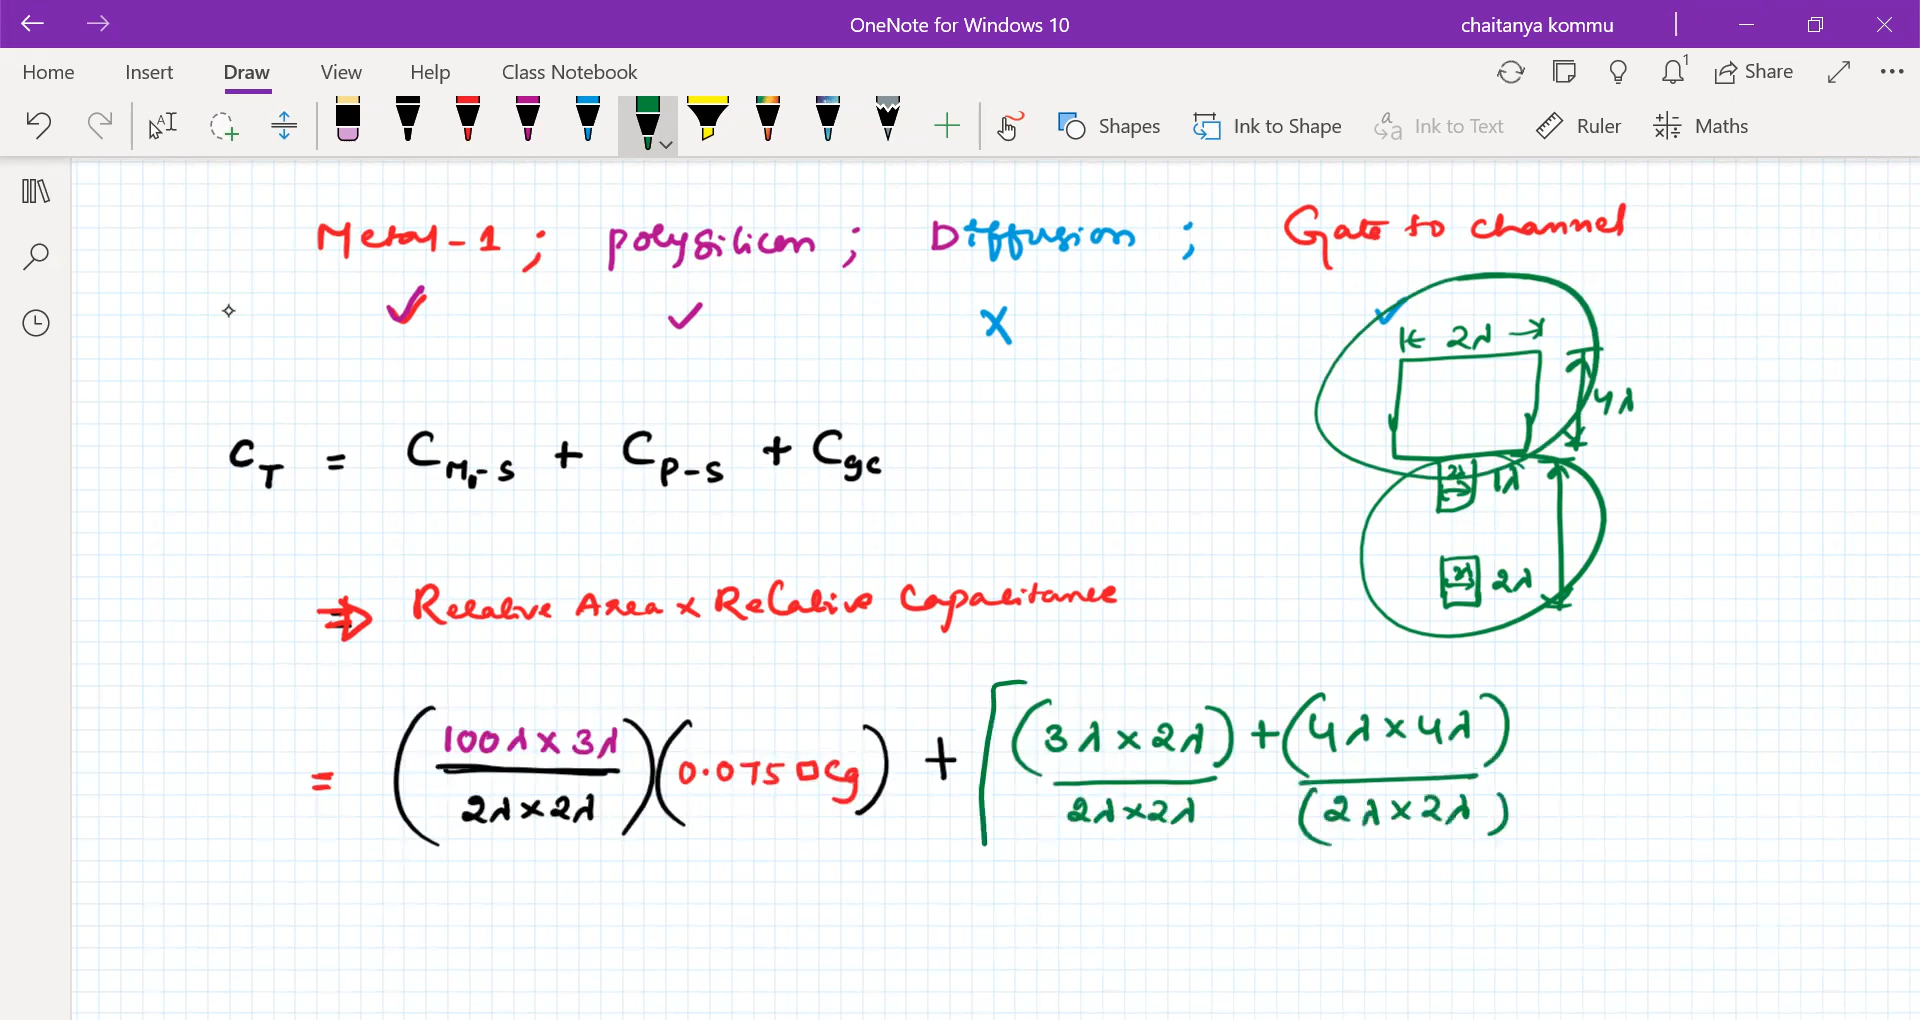 OneNote for Windows 10
chaitanya kommu
Home Insert Draw View Help Class Notebook
1 Share
Shapes Ink to Shape Ink to Text Ruler Maths
Metal-1 ; polysilicon ; Diffusion ; Gate to channel
✓ ✓ X ✓
2λ
4λ
C_T = C_M1-S + C_P-S + C_gc
2λ 1λ
2λ 2λ
⇒ Relative Area x Relative Capacitance
= (100λ × 3λ / 2λ × 2λ) (0.075 □Cg) + [ (3λ × 2λ) / 2λ×2λ + (4λ × 4λ) / (2λ × 2λ)